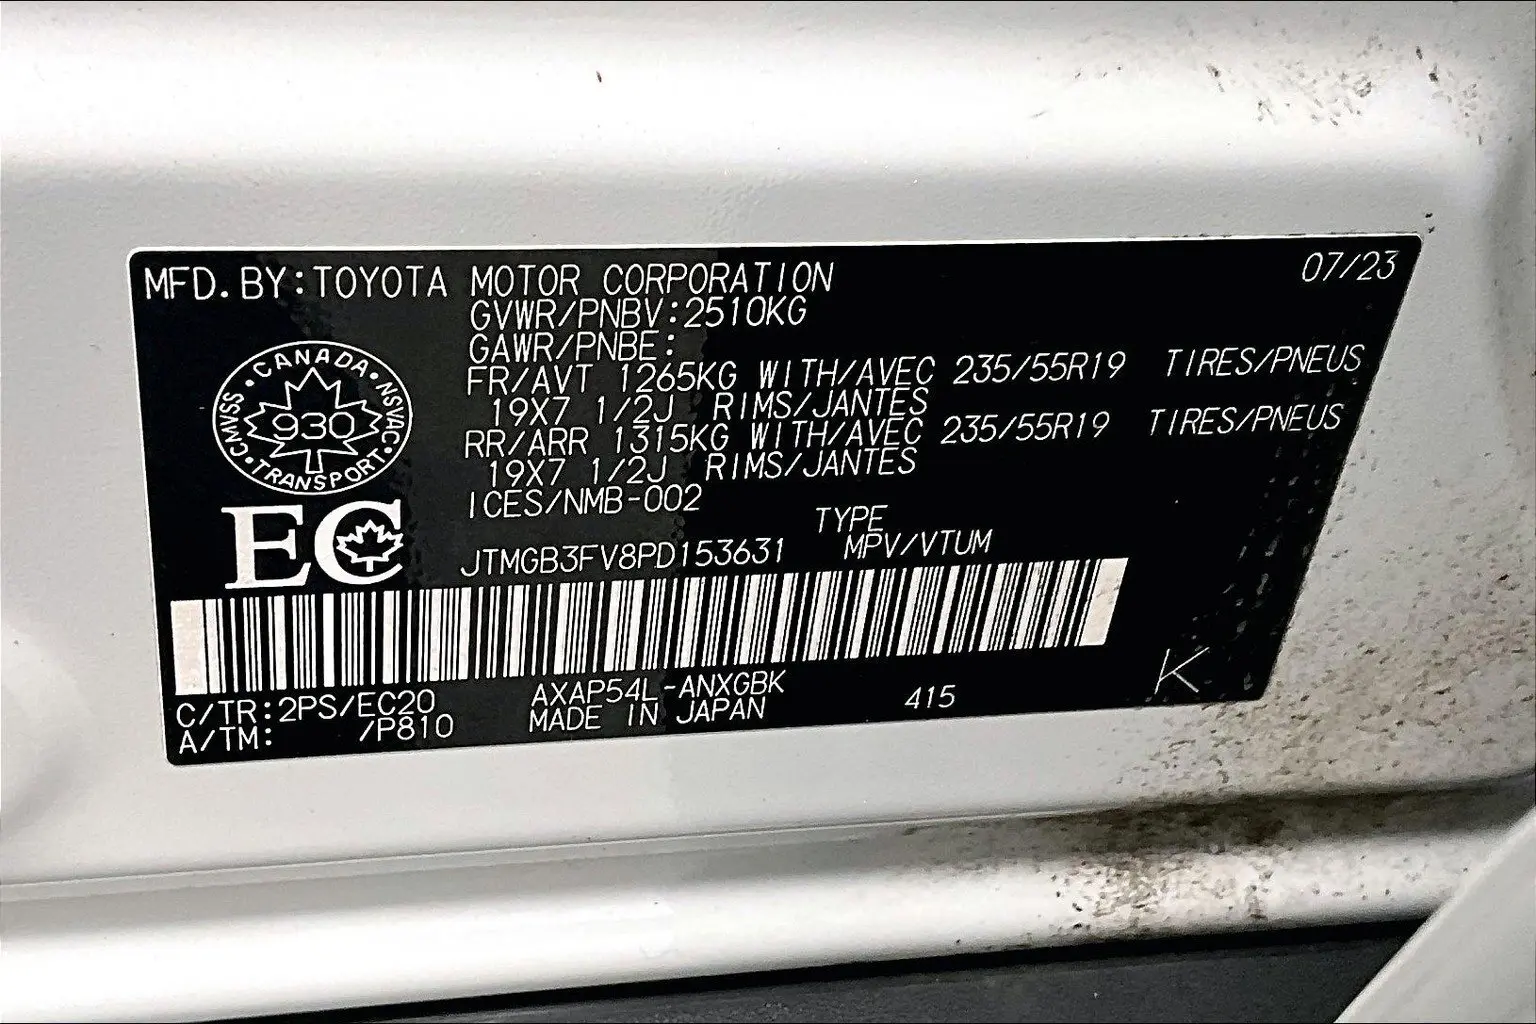 MFD. BY: TOYOTA MOTOR CORPORATION 07/23
GVWR/PNBV: 2510KG
GAWR/PNBE:
FR/AVT 1265KG WITH/AVEC 235/55R19 TIRES/PNEUS
19X7 1/2J RIMS/JANTES
RR/ARR 1315KG WITH/AVEC 235/55R19 TIRES/PNEUS
19X7 1/2J RIMS/JANTES
ICES/NMB-002
CANADA
CMVSS NSVAC
930
TRANSPORT
EC
TYPE
JTMGB3FV8PD153631 MPV/VTUM
C/TR: 2PS/EC20 AXAP54L-ANXGBK 415 K
A/TM: /P810 MADE IN JAPAN